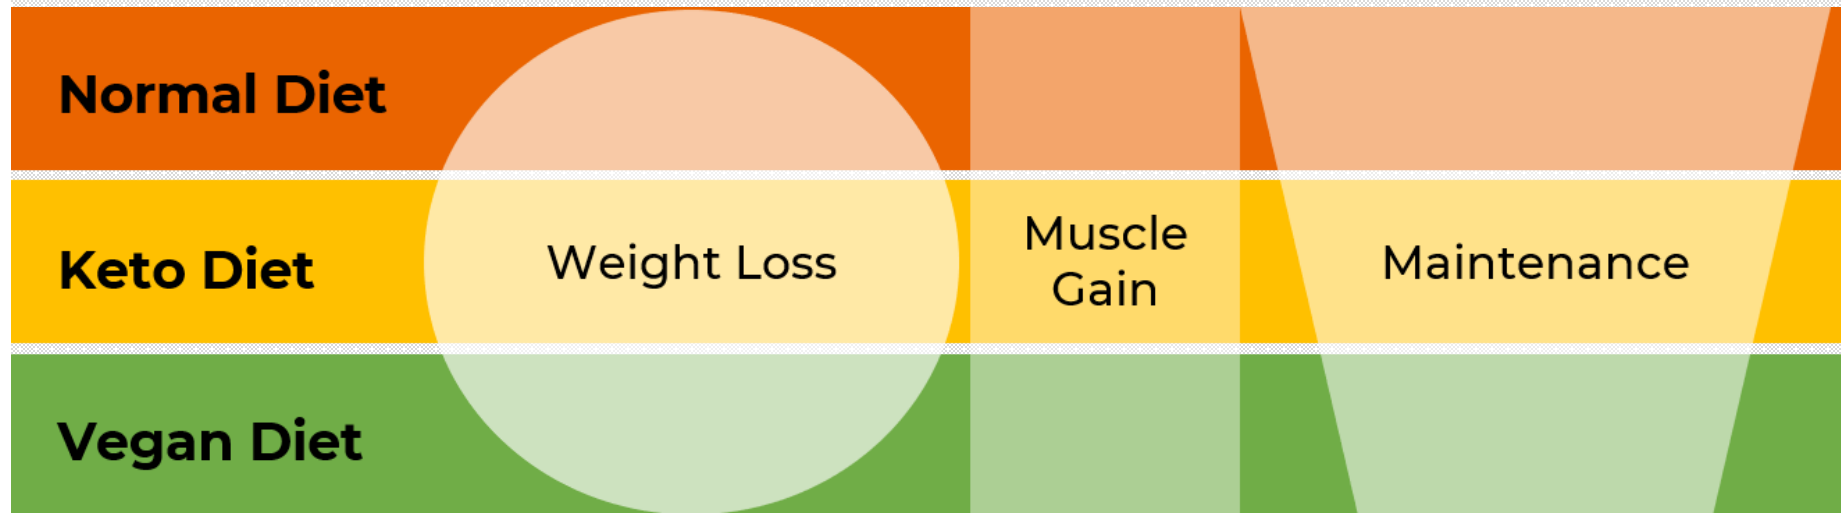 Normal Diet
Keto Diet
Weight Loss
Muscle
Gain
Maintenance
Vegan Diet